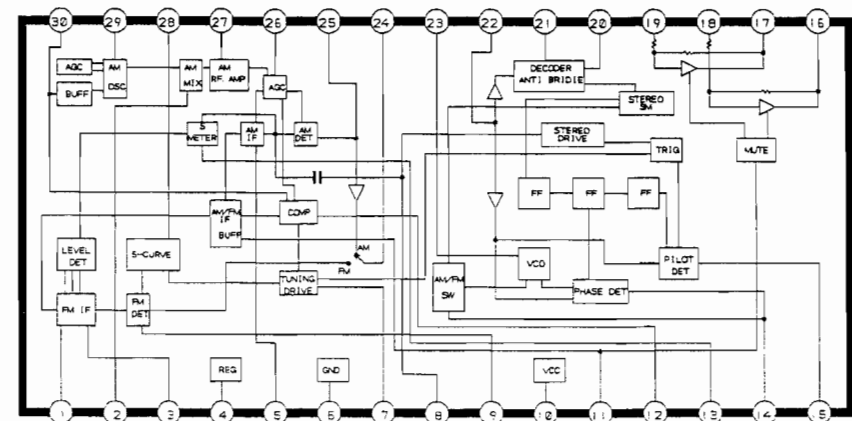 30 29 28 27 26 25 24 23 22 21 20 19 18 17 16
AGC
AM
OSC
AM
MIX
AM
RF. AMP
AGC
BUFF
DECODER
ANTI BRIDIE
STEREO
SM
S
METER
AM
IF
AM
DET
STEREO
DRIVE
TRIG
MUTE
AM/FM
IF
BUFF
COMP
FF
FF
FF
AM
FM
LEVEL
DET
S-CURVE
TUNING
DRIVE
AM/FM
SW
VCO
PHASE DET
PILOT
DET
FM IF
FM
DET
REG
GND
VCC
1 2 3 4 5 6 7 8 9 10 11 12 13 14 15